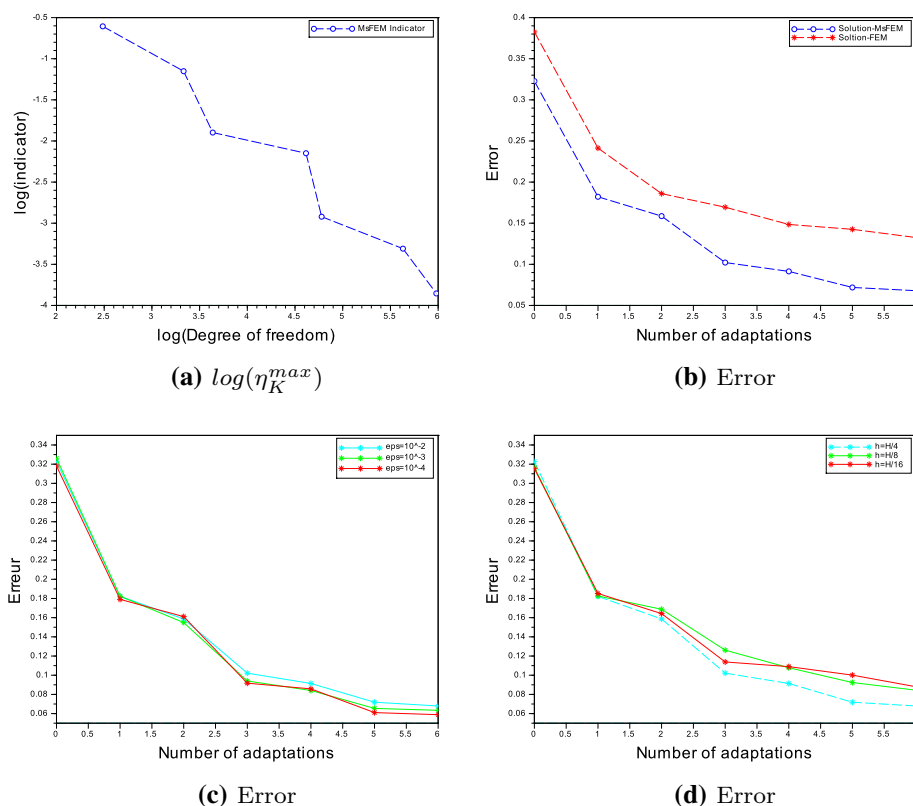 -0.5
-1
-1.5
-2
-2.5
-3
-3.5
-4
log(indicator)
MsFEM Indicator
2 2.5 3 3.5 4 4.5 5 5.5 6
log(Degree of freedom)
(a) log(η_K^{max})
0.4
0.35
0.3
0.25
0.2
0.15
0.1
0.05
Error
Solution-MsFEM
Soltion-FEM
0 0.5 1 1.5 2 2.5 3 3.5 4 4.5 5 5.5 6
Number of adaptations
(b) Error
0.34
0.32
0.3
0.28
0.26
0.24
0.22
0.2
0.18
0.16
0.14
0.12
0.1
0.08
0.06
Erreur
eps=10^-2
eps=10^-3
eps=10^-4
0 0.5 1 1.5 2 2.5 3 3.5 4 4.5 5 5.5 6
Number of adaptations
(c) Error
0.34
0.32
0.3
0.28
0.26
0.24
0.22
0.2
0.18
0.16
0.14
0.12
0.1
0.08
0.06
Erreur
h=H/4
h=H/8
h=H/16
0 0.5 1 1.5 2 2.5 3 3.5 4 4.5 5 5.5 6
Number of adaptations
(d) Error